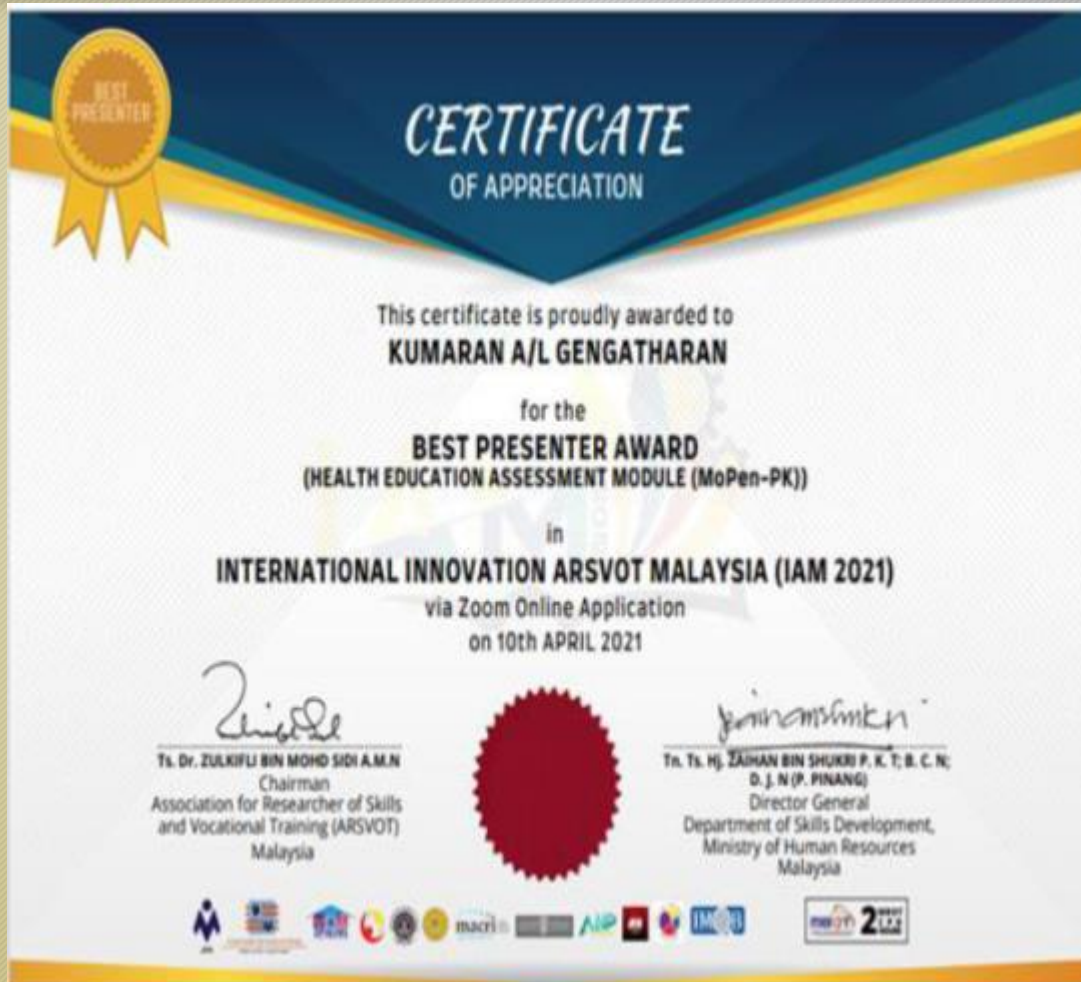 BEST
PRESENTER
CERTIFICATE
OF APPRECIATION
This certificate is proudly awarded to
KUMARAN A/L GENGATHARAN
for the
BEST PRESENTER AWARD
(HEALTH EDUCATION ASSESSMENT MODULE (MoPen-PK))
in
INTERNATIONAL INNOVATION ARSVOT MALAYSIA (IAM 2021)
via Zoom Online Application
on 10th APRIL 2021
Ts. Dr. ZULKIFLI BIN MOHD SIDI A.M.N
Chairman
Association for Researcher of Skills
and Vocational Training (ARSVOT)
Malaysia
Tn. Ts. Hj. ZAIHAN BIN SHUKRI P. K. T; B. C. N;
D. J. N (P. PINANG)
Director General
Department of Skills Development,
Ministry of Human Resources
Malaysia
macri
AIP